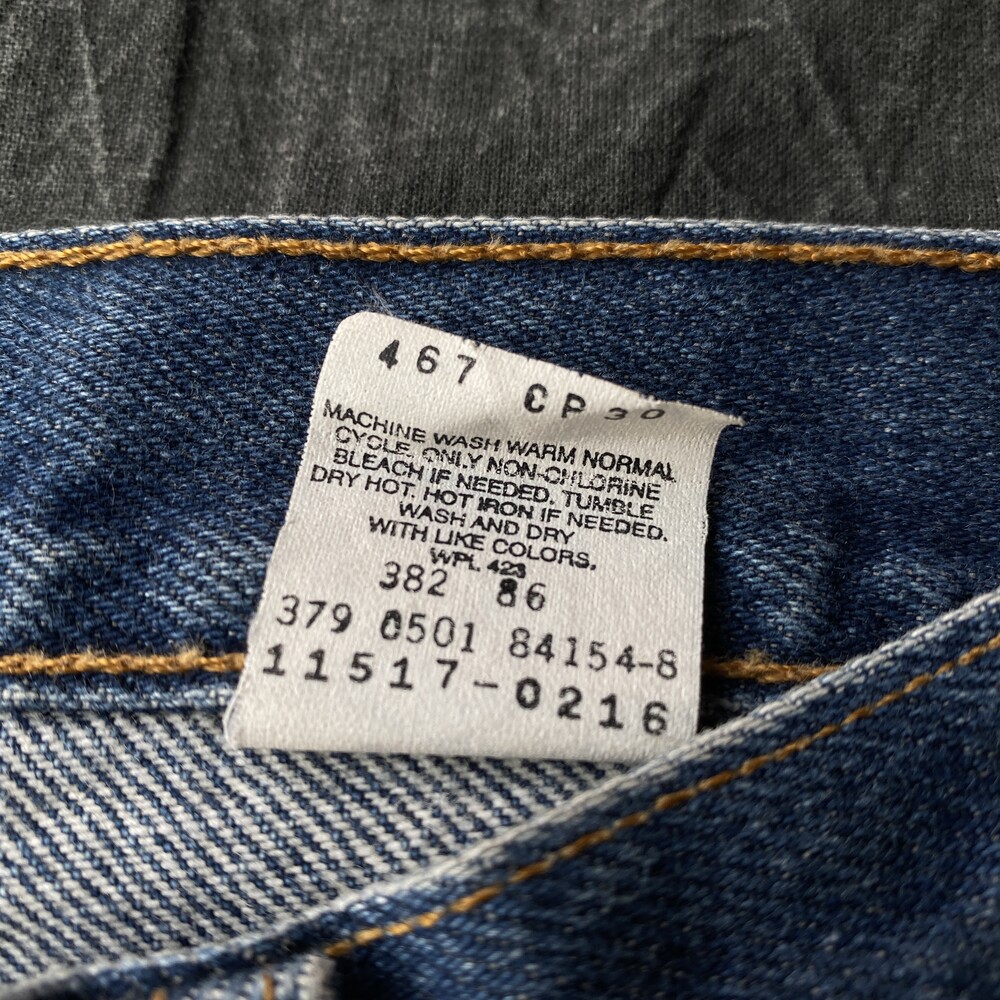 467 CP 30
MACHINE WASH WARM NORMAL
CYCLE. ONLY NON-CHLORINE
BLEACH IF NEEDED. TUMBLE
DRY HOT. HOT IRON IF NEEDED.
WASH AND DRY
WITH LIKE COLORS.
WPL 423
382 86
379 0501 84154-8
11517-0216